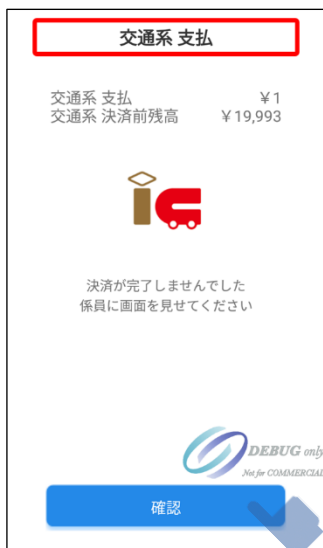 交通系 支払
交通系 支払 ¥1
交通系 決済前残高 ¥19,993
ic
決済が完了しませんでした
係員に画面を見せてください
DEBUG only
Not for COMMERCIAL
確認